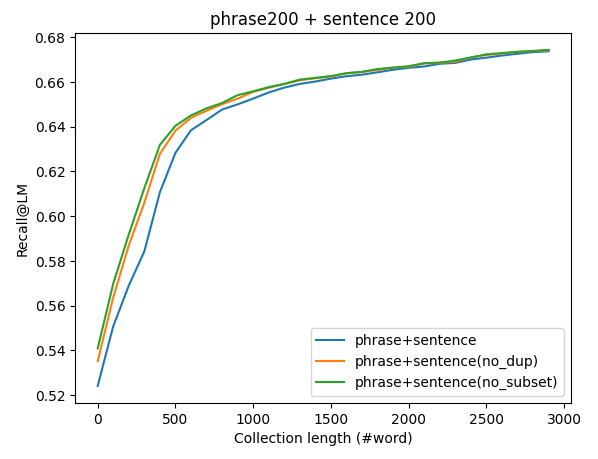 phrase200 + sentence 200
0.68
0.66
0.64
0.62
0.60
0.58
0.56
0.54
0.52
Recall@LM
phrase+sentence
phrase+sentence(no_dup)
phrase+sentence(no_subset)
0 500 1000 1500 2000 2500 3000
Collection length (#word)